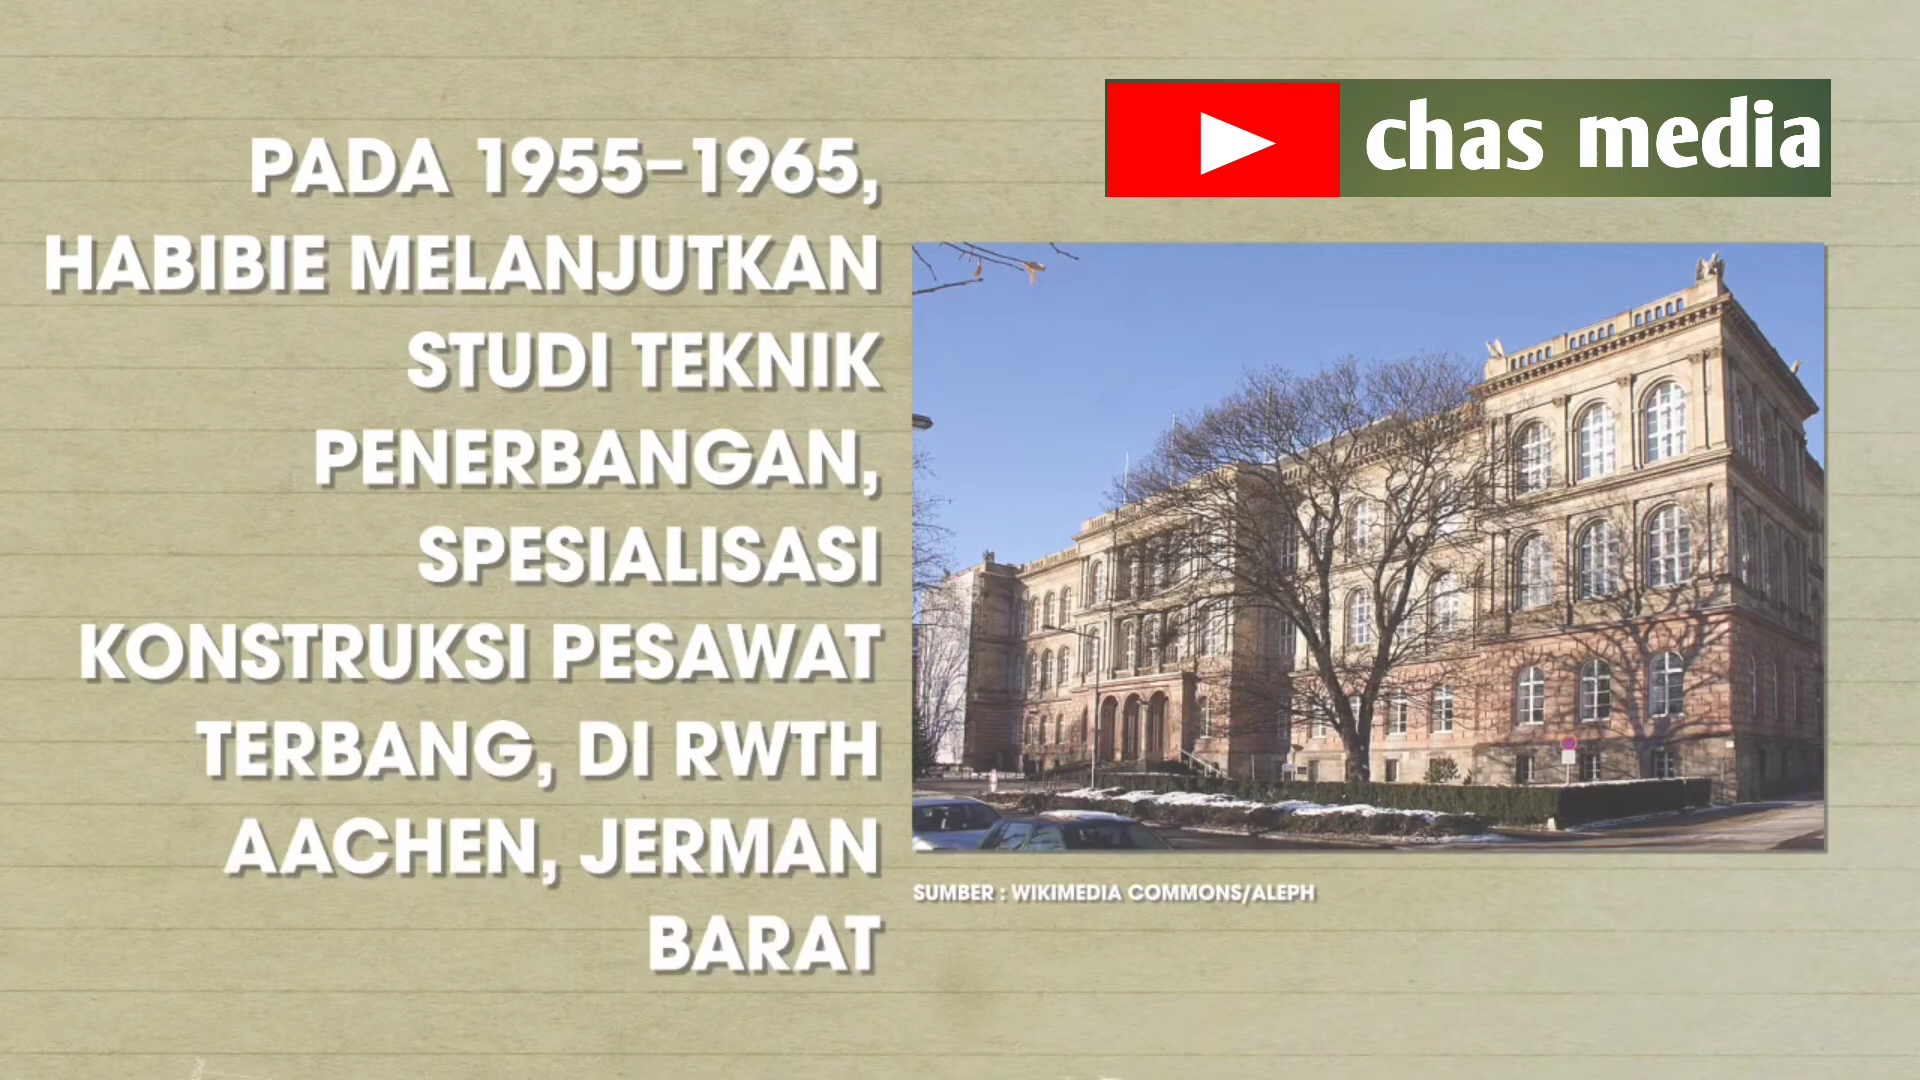 chas media
PADA 1955-1965,
HABIBIE MELANJUTKAN
STUDI TEKNIK
PENERBANGAN,
SPESIALISASI
KONSTRUKSI PESAWAT
TERBANG, DI RWTH
AACHEN, JERMAN
BARAT
SUMBER : WIKIMEDIA COMMONS/ALEPH